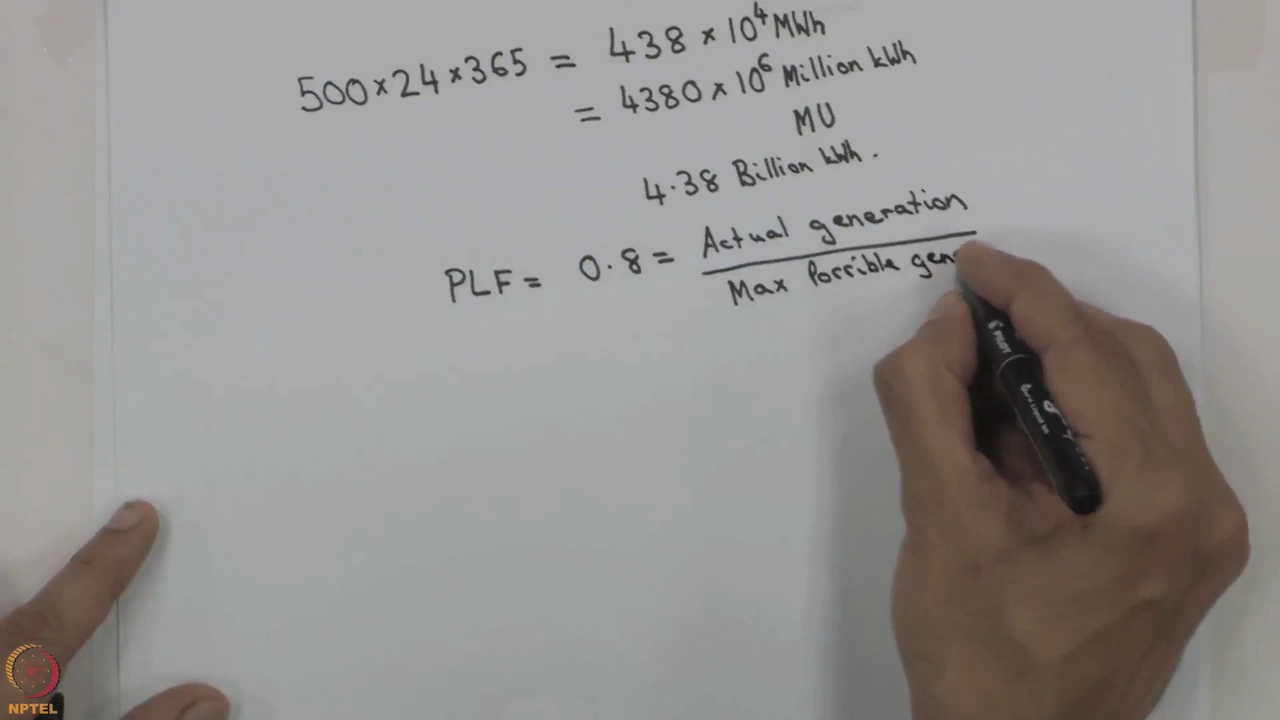 500×24×365 = 438 × 10⁴ MWh
= 4380 × 10⁶ Million kWh
MU
4.38 Billion kWh.
PLF = 0.8 = Actual generation
Max Possible gen
PILOT
NPTEL